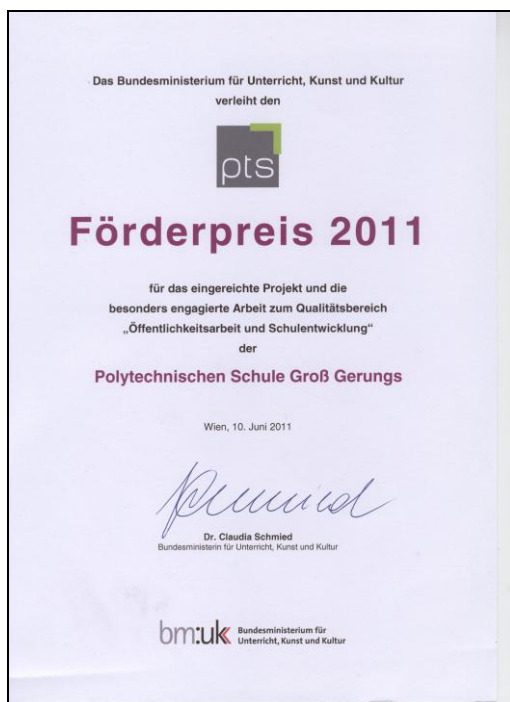 Das Bundesministerium für Unterricht, Kunst und Kultur
verleiht den
pts
Förderpreis 2011
für das eingereichte Projekt und die
besonders engagierte Arbeit zum Qualitätsbereich
„Öffentlichkeitsarbeit und Schulentwicklung“
der
Polytechnischen Schule Groß Gerungs
Wien, 10. Juni 2011
Schmied
Dr. Claudia Schmied
Bundesministerin für Unterricht, Kunst und Kultur
bm:uk Bundesministerium für
Unterricht, Kunst und Kultur